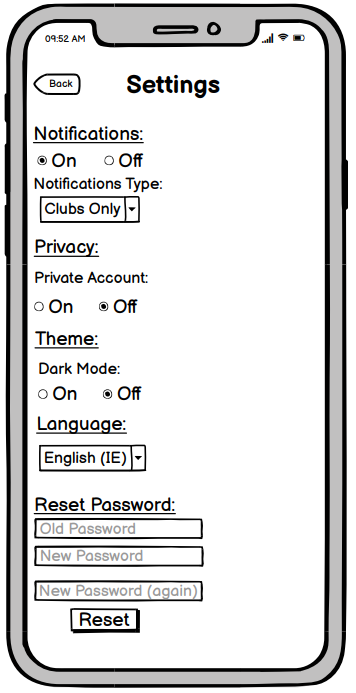 09:52 AM
Back
Settings
Notifications:
On Off
Notifications Type:
Clubs Only
Privacy:
Private Account:
On Off
Theme:
Dark Mode:
On Off
Language:
English (IE)
Reset Password:
Old Password
New Password
New Password (again)
Reset